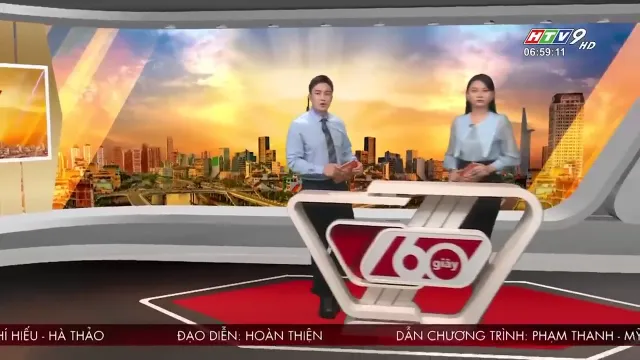 HTV9 HD
06:59:11
60 giây
HÍ HIẾU - HÀ THẢO ĐẠO DIỄN: HOÀN THIỆN DẪN CHƯƠNG TRÌNH: PHẠM THANH - MỸ